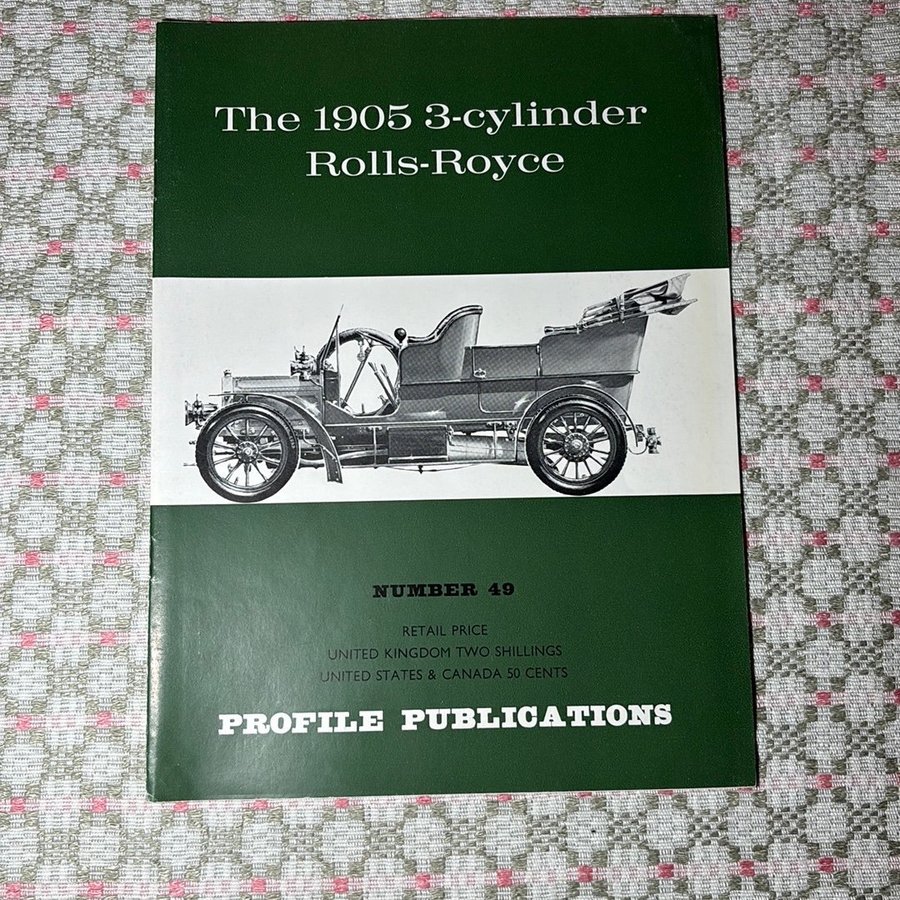 The 1905 3-cylinder
Rolls-Royce
NUMBER 49
RETAIL PRICE
UNITED KINGDOM TWO SHILLINGS
UNITED STATES & CANADA 50 CENTS
PROFILE PUBLICATIONS